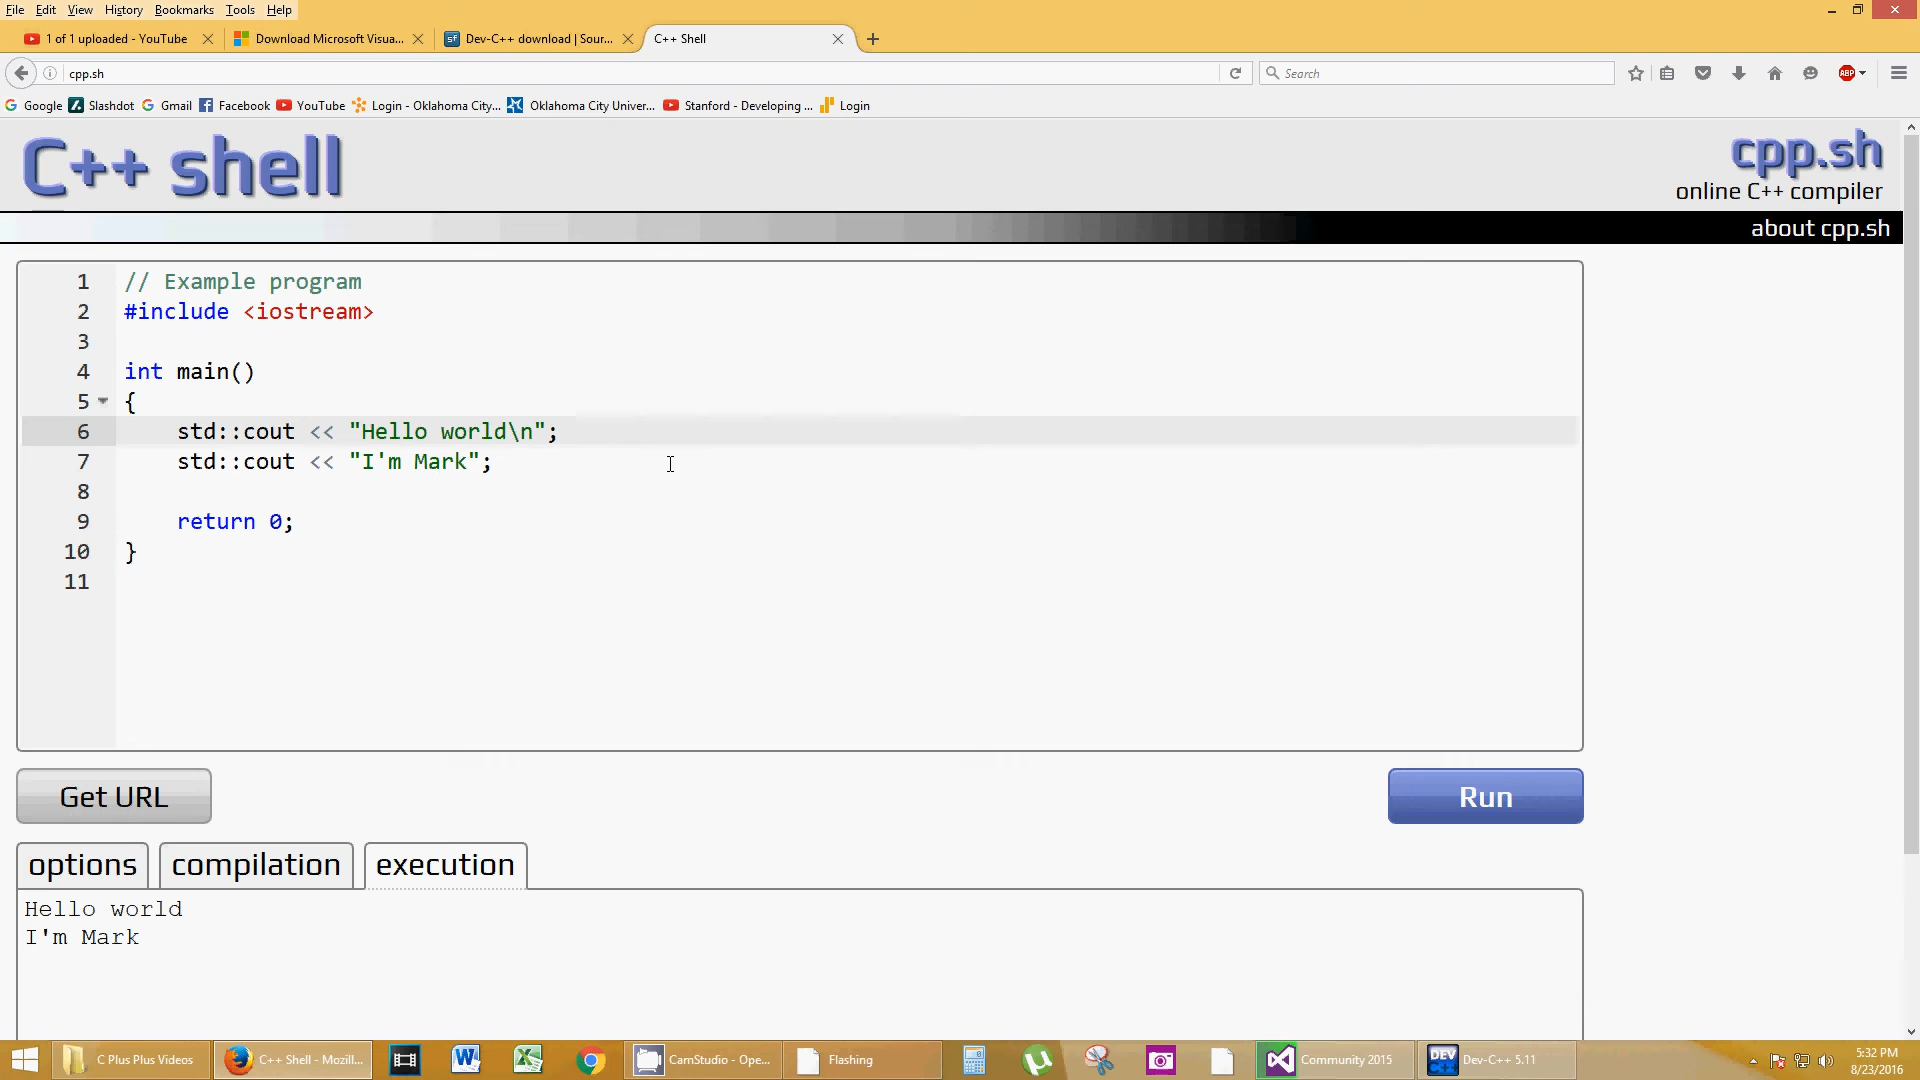 File Edit View History Bookmarks Tools Help
1 of 1 uploaded - YouTube Download Microsoft Visua... Dev-C++ download | Sour... C++ Shell
cpp.sh Search ABP
Google Slashdot Gmail Facebook YouTube Login - Oklahoma City... Oklahoma City Univer... Stanford - Developing ... Login
C++ shell
cpp.sh
online C++ compiler
about cpp.sh
1 // Example program
2 #include <iostream>
3
4 int main()
5 {
6 std::cout << "Hello world\n";
7 std::cout << "I'm Mark";
8
9 return 0;
10 }
11
Get URL Run
options compilation execution
Hello world
I'm Mark
C Plus Plus Videos C++ Shell - Mozill... CamStudio - Ope... Flashing Community 2015 DEV C++ Dev-C++ 5.11 5:32 PM
8/23/2016